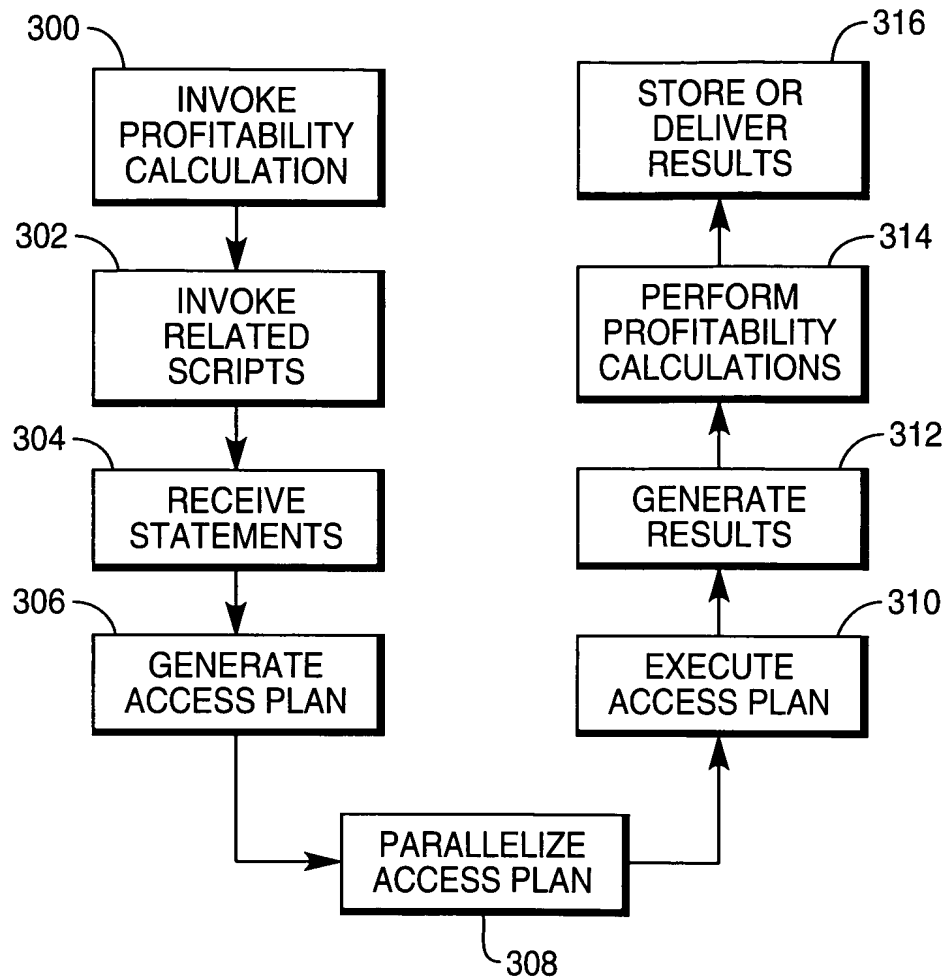 300
INVOKE
PROFITABILITY
CALCULATION
302
INVOKE
RELATED
SCRIPTS
304
RECEIVE
STATEMENTS
306
GENERATE
ACCESS PLAN
PARALLELIZE
ACCESS PLAN
308
310
EXECUTE
ACCESS PLAN
312
GENERATE
RESULTS
314
PERFORM
PROFITABILITY
CALCULATIONS
316
STORE OR
DELIVER
RESULTS